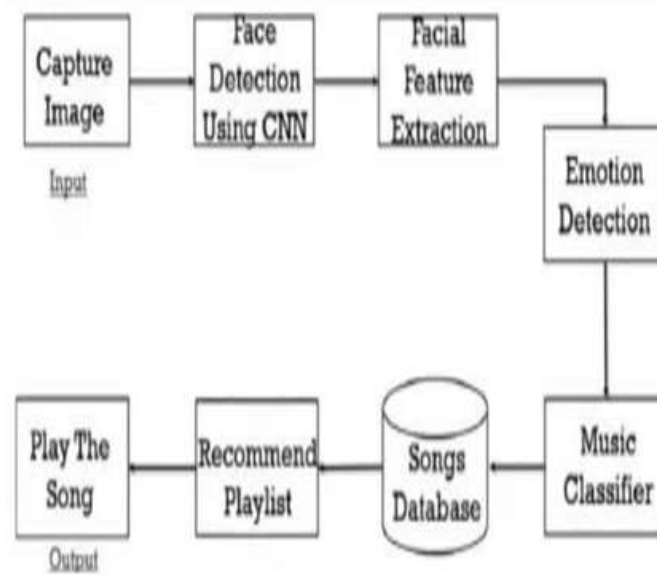 Capture
Image
Input
Face
Detection
Using CNN
Facial
Feature
Extraction
Emotion
Detection
Music
Classifier
Songs
Database
Recommend
Playlist
Play The
Song
Output